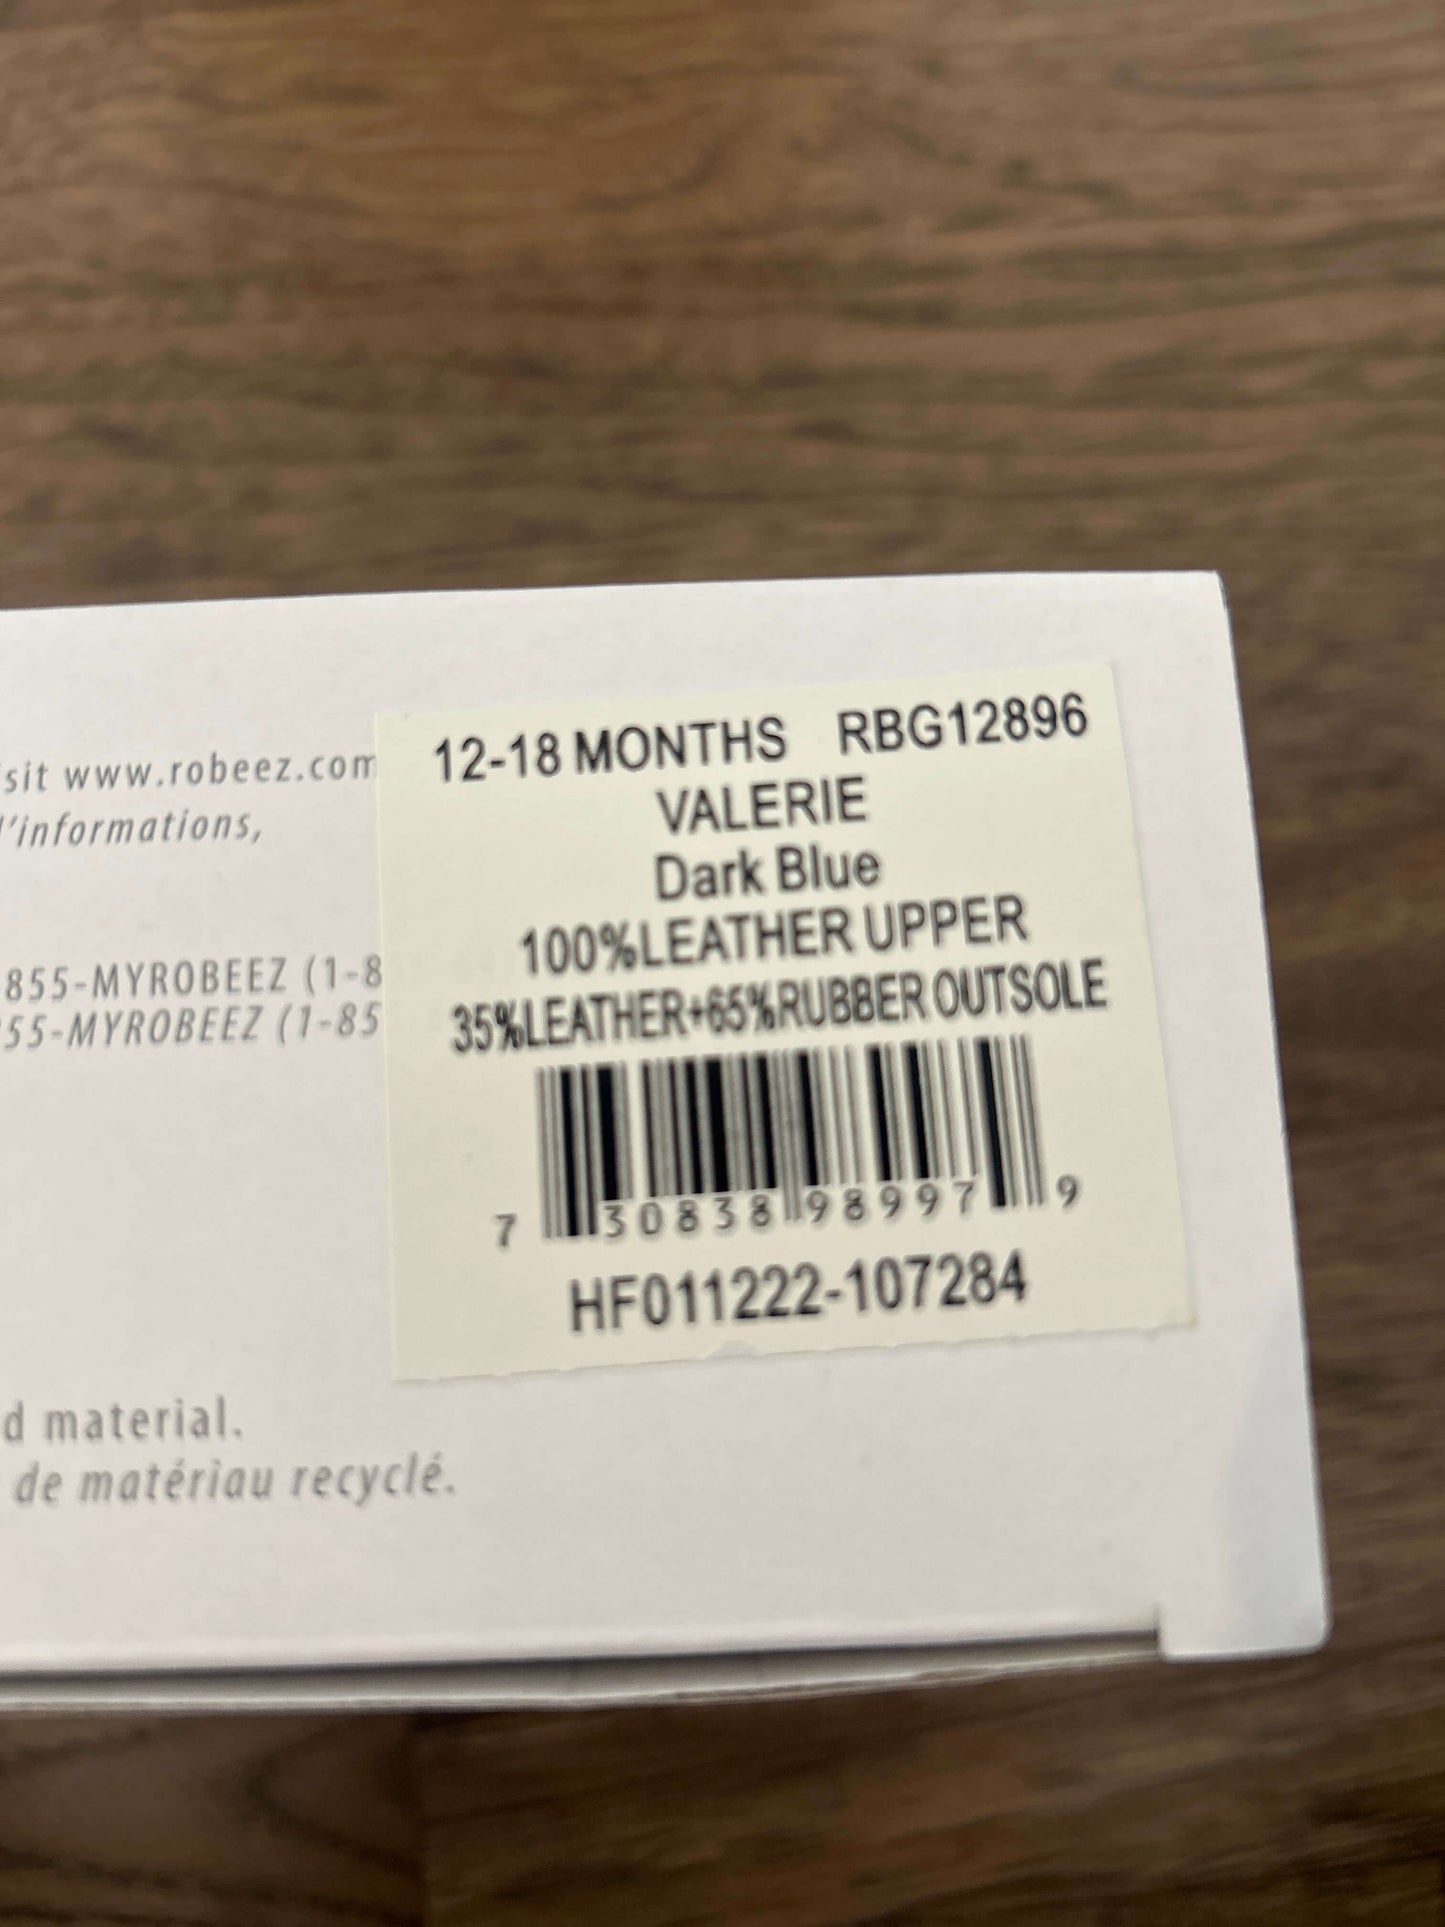 sit www.robeez.com
l'informations,
855-MYROBEEZ (1-8
55-MYROBEEZ (1-85
12-18 MONTHS RBG12896
VALERIE
Dark Blue
100%LEATHER UPPER
35%LEATHER+65%RUBBER OUTSOLE
7 30838 98997 9
HF011222-107284
d material.
de matériau recyclé.